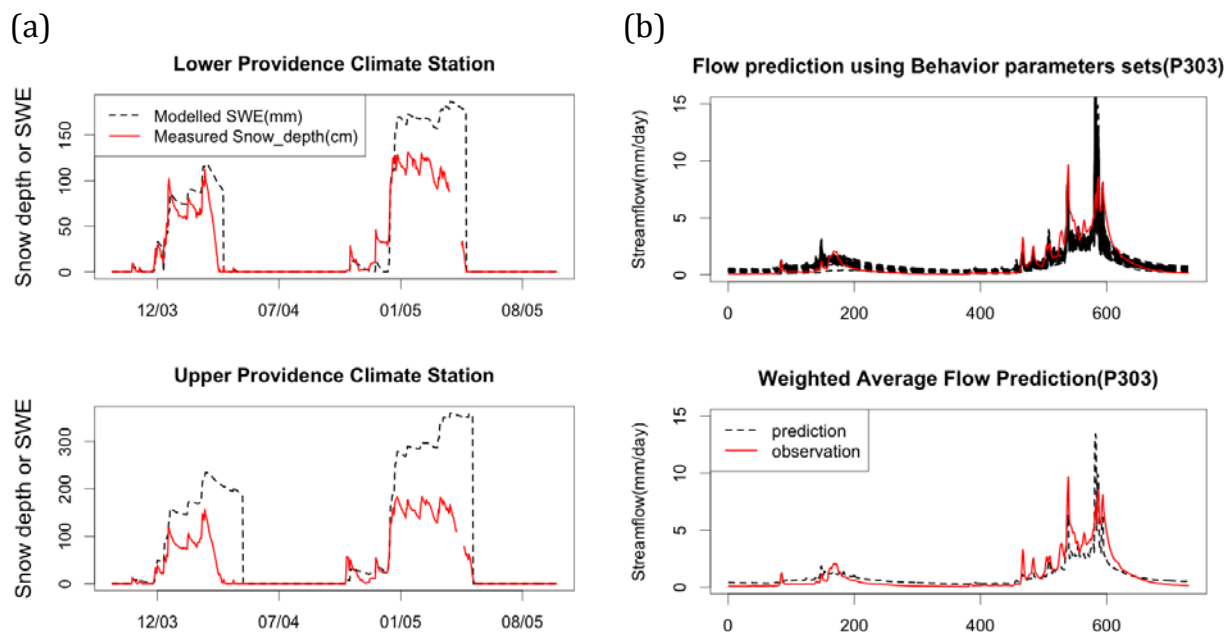 (a)
Lower Providence Climate Station
Modelled SWE(mm)
Measured Snow_depth(cm)
Snow depth or SWE
0 50 100 150
12/03 07/04 01/05 08/05
Upper Providence Climate Station
Snow depth or SWE
0 100 200 300
12/03 07/04 01/05 08/05
(b)
Flow prediction using Behavior parameters sets(P303)
Streamflow(mm/day)
15
10
5
0
0 200 400 600
Weighted Average Flow Prediction(P303)
prediction
observation
Streamflow(mm/day)
15
10
5
0
0 200 400 600